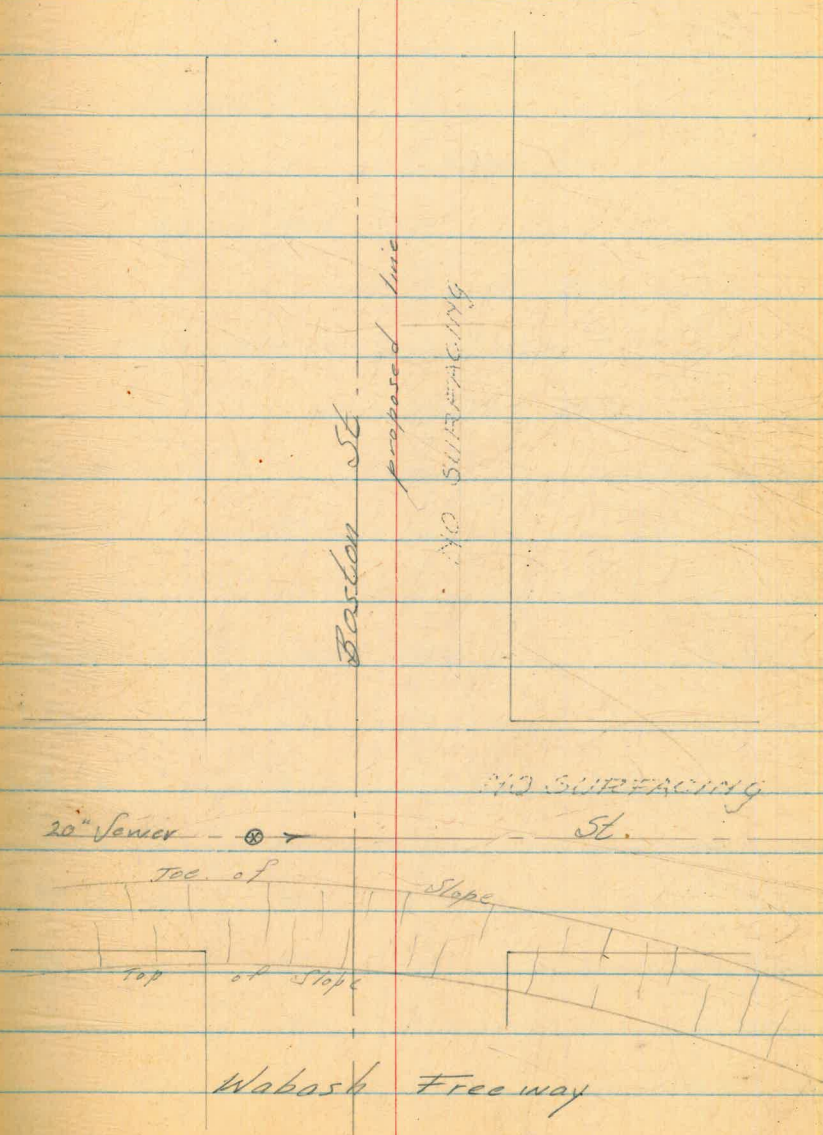 Boston St.
proposed line
NO SURFACING
NO SURFACING
20" Sewer
St.
Toe of Slope
Top of Slope
Wabash Freeway